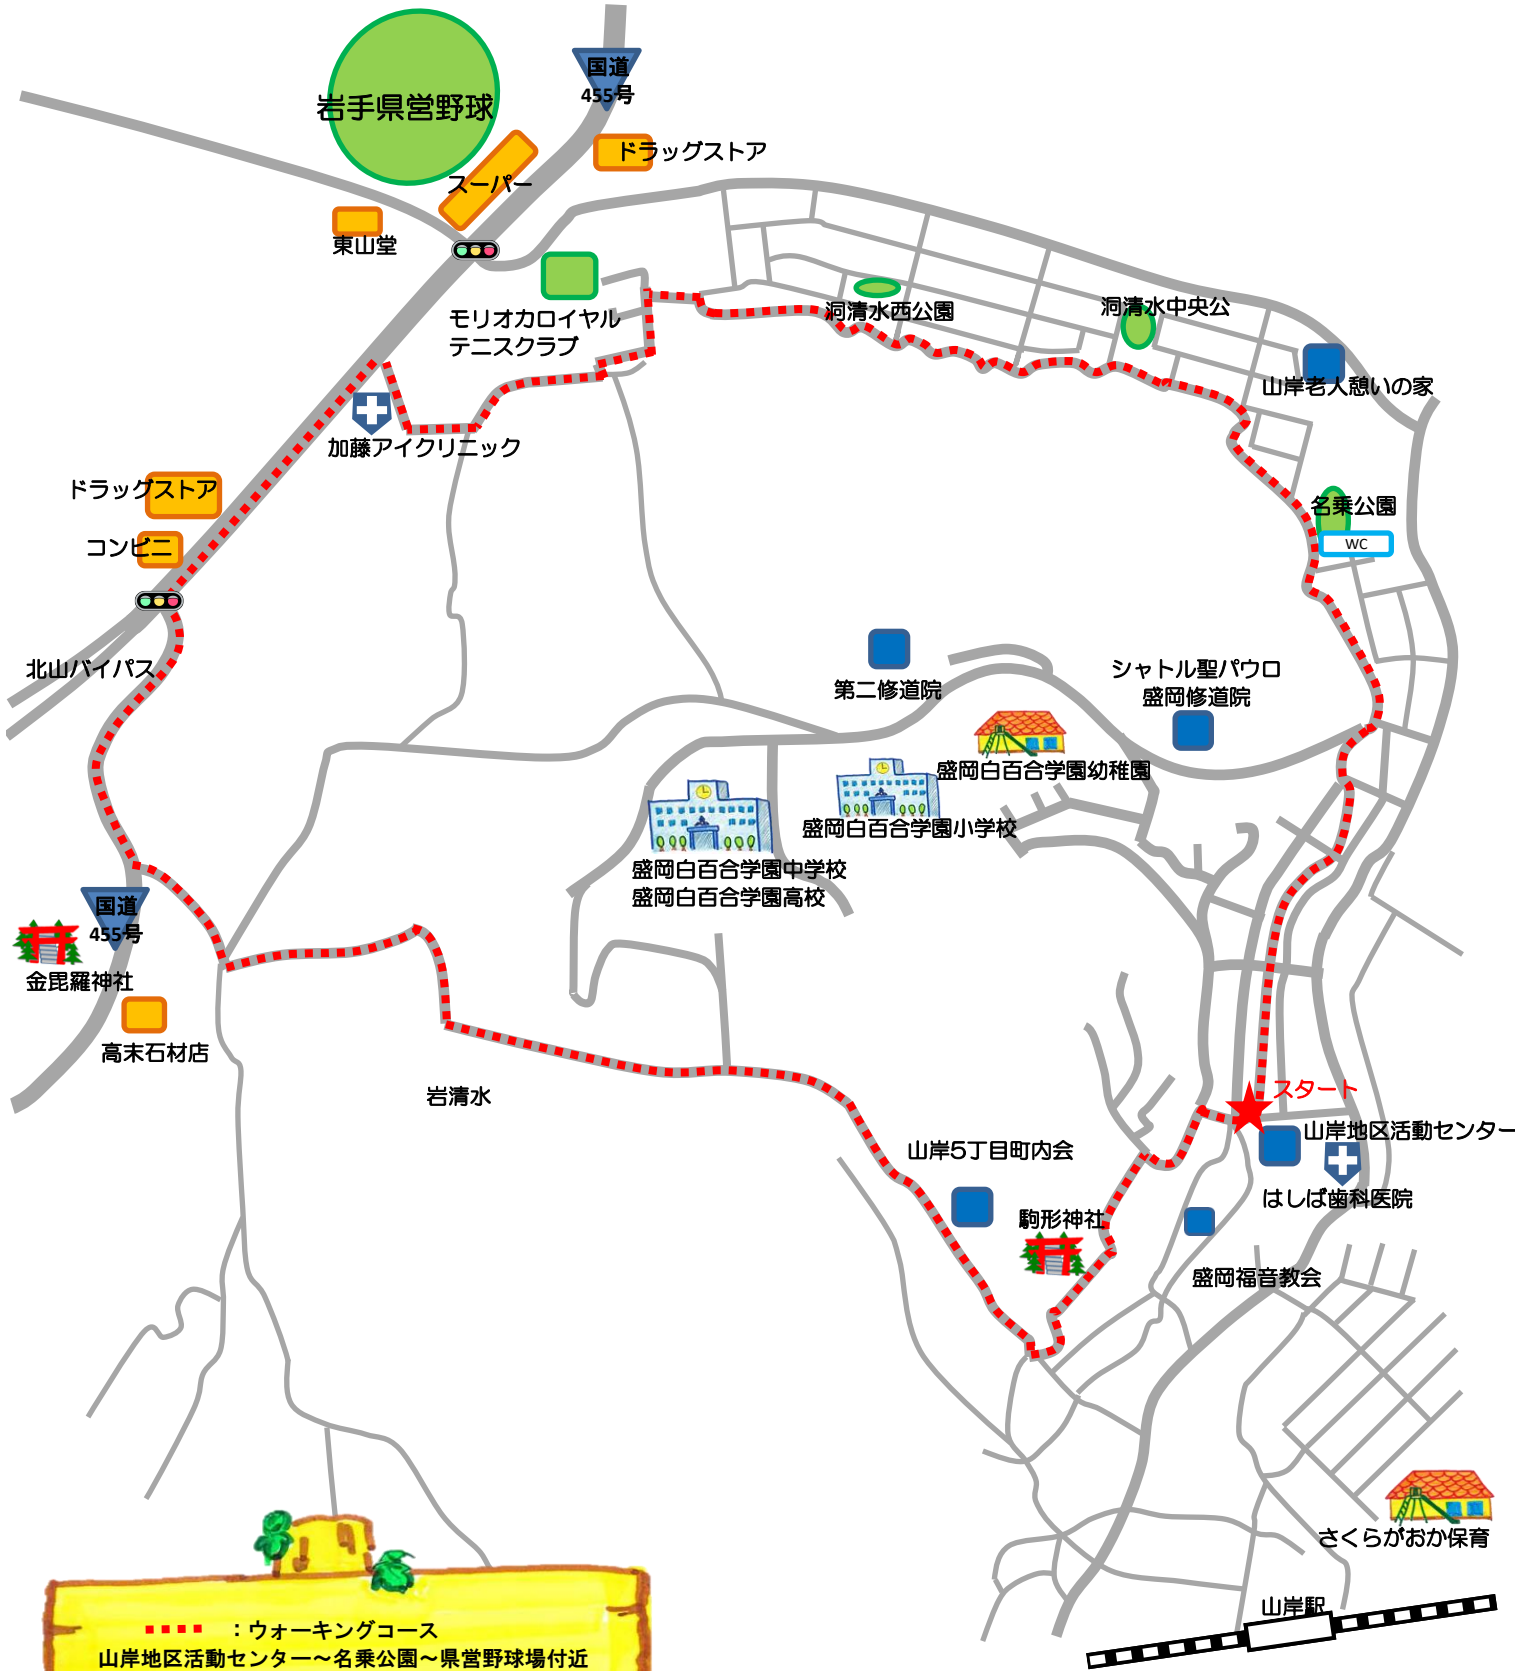 国道
455号
岩手県営野球
ドラッグストア
スーパー
東山堂
モリオカロイヤル
テニスクラブ
洞清水西公園
洞清水中央公
山岸老人憩いの家
加藤アイクリニック
ドラッグストア
名乗公園
WC
コンビニ
北山バイパス
第二修道院
シャトル聖パウロ
盛岡修道院
盛岡白百合学園幼稚園
盛岡白百合学園小学校
盛岡白百合学園中学校
盛岡白百合学園高校
国道
455号
金毘羅神社
高末石材店
岩清水
スタート
山岸地区活動センター
山岸5丁目町内会
はしば歯科医院
駒形神社
盛岡福音教会
さくらがおか保育
山岸駅
：ウォーキングコース
山岸地区活動センター～名乗公園～県営野球場付近